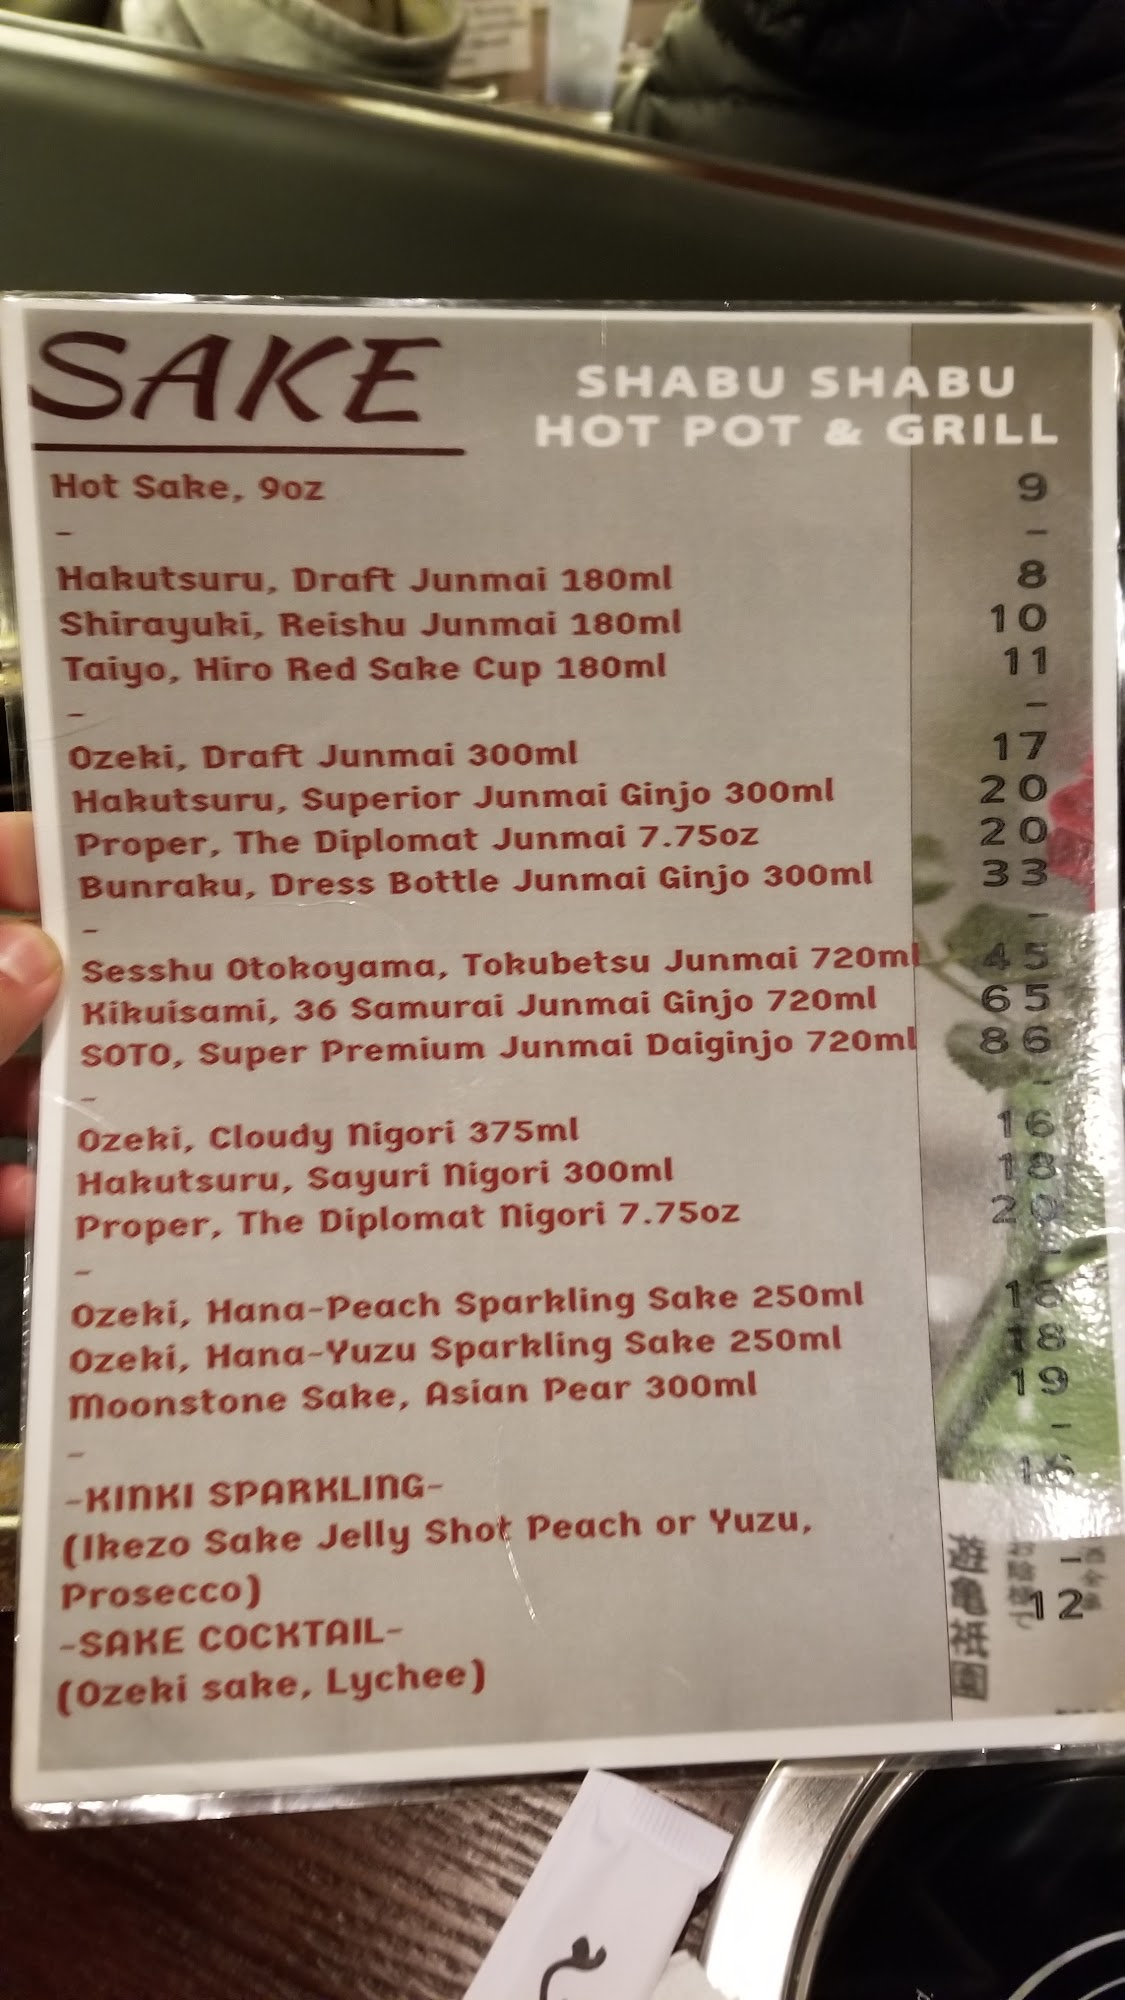 SAKE
SHABU SHABU
HOT POT & GRILL
Hot Sake, 9oz 9
- -
Hakutsuru, Draft Junmai 180ml 8
Shirayuki, Reishu Junmai 180ml 10
Taiyo, Hiro Red Sake Cup 180ml 11
- -
Ozeki, Draft Junmai 300ml 17
Hakutsuru, Superior Junmai Ginjo 300ml 20
Proper, The Diplomat Junmai 7.75oz 20
Bunraku, Dress Bottle Junmai Ginjo 300ml 33
- -
Sesshu Otokoyama, Tokubetsu Junmai 720ml 45
Kikuisami, 36 Samurai Junmai Ginjo 720ml 65
SOTO, Super Premium Junmai Daiginjo 720ml 86
- -
Ozeki, Cloudy Nigori 375ml 16
Hakutsuru, Sayuri Nigori 300ml 18
Proper, The Diplomat Nigori 7.75oz 20
- -
Ozeki, Hana-Peach Sparkling Sake 250ml 18
Ozeki, Hana-Yuzu Sparkling Sake 250ml 18
Moonstone Sake, Asian Pear 300ml 19
- -
-KINKI SPARKLING- 16
(Ikezo Sake Jelly Shot Peach or Yuzu,
Prosecco) -
-SAKE COCKTAIL- 12
(Ozeki sake, Lychee)
遊亀祇園